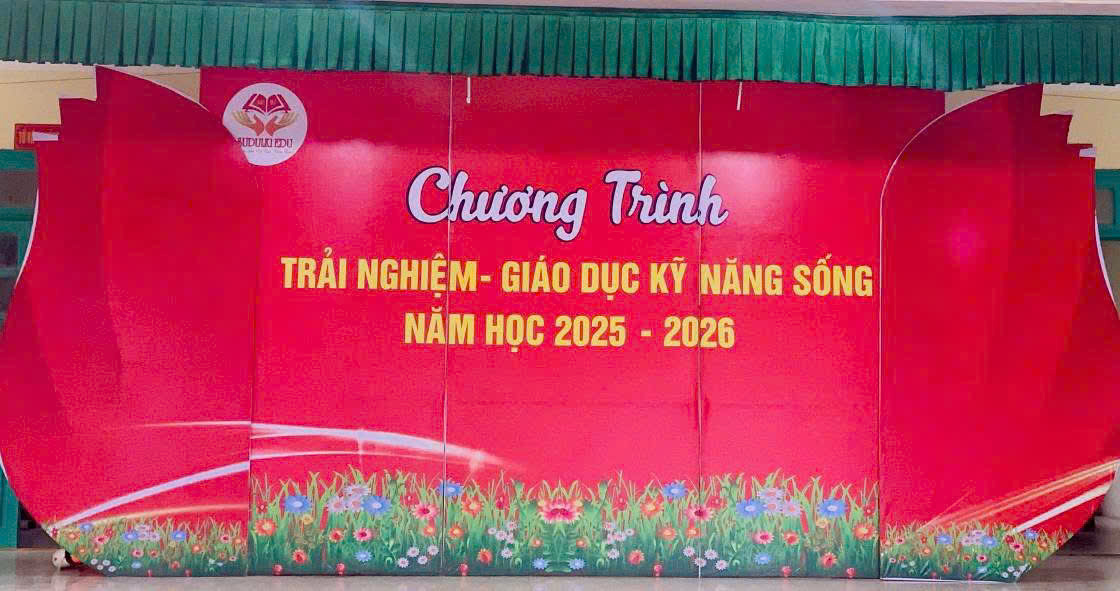 Chương Trình
TRẢI NGHIỆM- GIÁO DỤC KỸ NĂNG SỐNG
NĂM HỌC 2025 - 2026